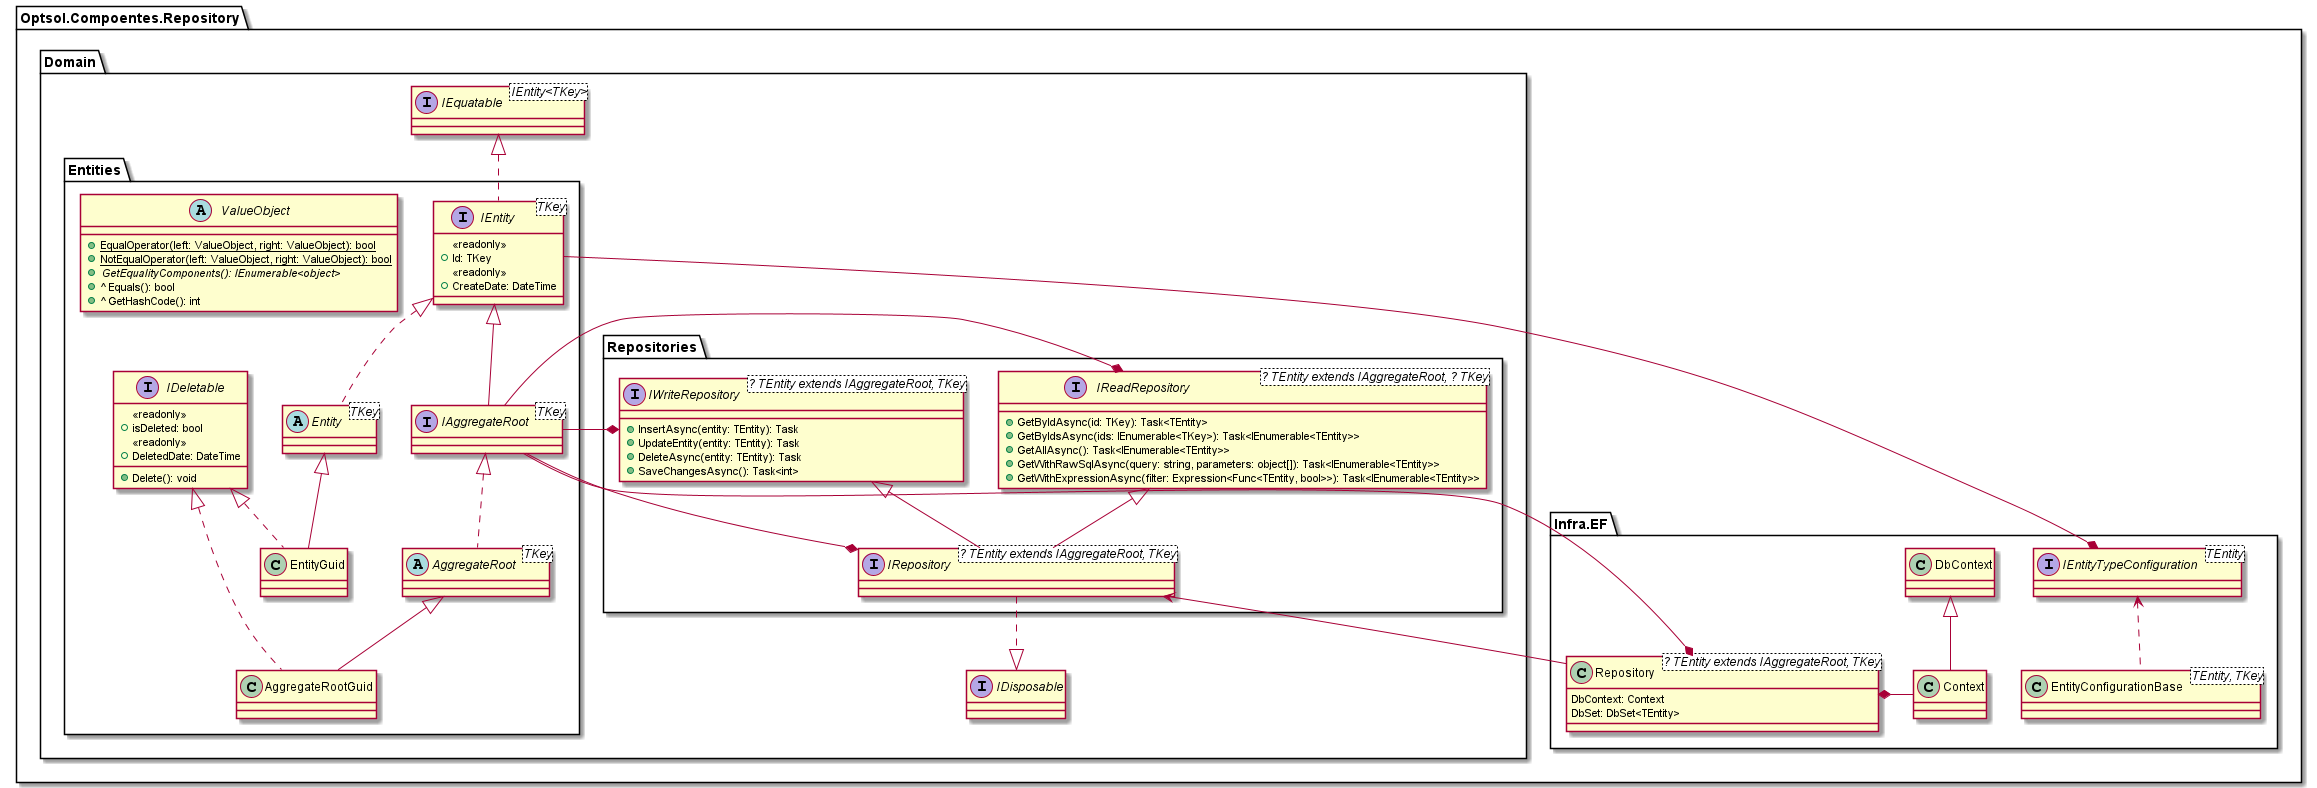 Optsol.Compoentes.Repository
Domain
I IEquatable
IEntity<TKey>
Entities
A ValueObject
EqualOperator(left: ValueObject, right: ValueObject): bool
NotEqualOperator(left: ValueObject, right: ValueObject): bool
GetEqualityComponents(): IEnumerable<object>
^ Equals(): bool
^ GetHashCode(): int
I IEntity
TKey
«readonly»
Id: TKey
«readonly»
CreateDate: DateTime
I IDeletable
«readonly»
isDeleted: bool
«readonly»
DeletedDate: DateTime
Delete(): void
A Entity
TKey
I IAggregateRoot
TKey
C EntityGuid
A AggregateRoot
TKey
C AggregateRootGuid
Repositories
I IWriteRepository
? TEntity extends IAggregateRoot, TKey
InsertAsync(entity: TEntity): Task
UpdateEntity(entity: TEntity): Task
DeleteAsync(entity: TEntity): Task
SaveChangesAsync(): Task<int>
I IReadRepository
? TEntity extends IAggregateRoot, ? TKey
GetByIdAsync(id: TKey): Task<TEntity>
GetByIdsAsync(ids: IEnumerable<TKey>): Task<IEnumerable<TEntity>>
GetAllAsync(): Task<IEnumerable<TEntity>>
GetWithRawSqlAsync(query: string, parameters: object[]): Task<IEnumerable<TEntity>>
GetWithExpressionAsync(filter: Expression<Func<TEntity, bool>>): Task<IEnumerable<TEntity>>
I IRepository
? TEntity extends IAggregateRoot, TKey
I IDisposable
Infra.EF
C DbContext
I IEntityTypeConfiguration
TEntity
C Repository
? TEntity extends IAggregateRoot, TKey
DbContext: Context
DbSet: DbSet<TEntity>
C Context
C EntityConfigurationBase
TEntity, TKey